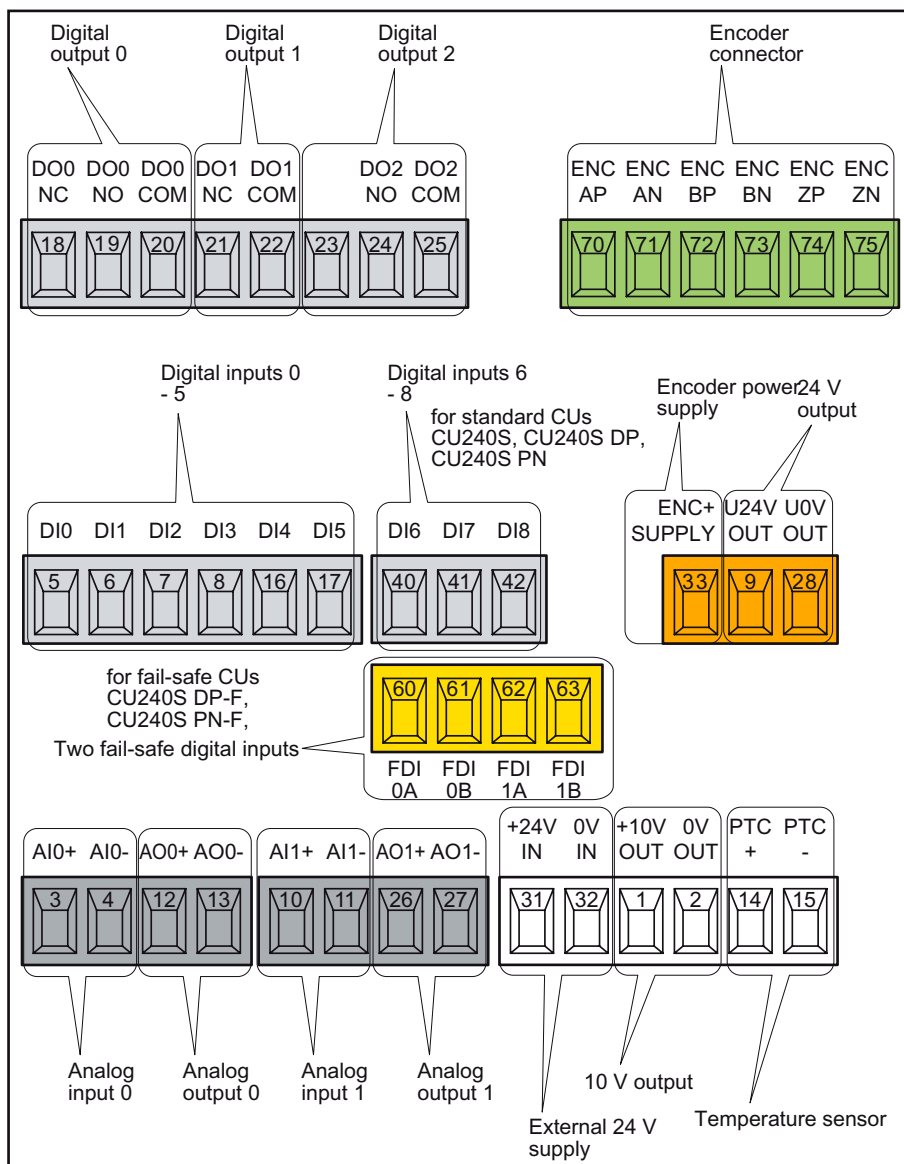 Digital
output 0
Digital
output 1
Digital
output 2
Encoder
connector
DO0 DO0 DO0 DO1 DO1 DO2 DO2
NC NO COM NC COM NO COM
18 19 20 21 22 23 24 25
ENC ENC ENC ENC ENC ENC
AP AN BP BN ZP ZN
70 71 72 73 74 75
Digital inputs 0
- 5
Digital inputs 6
- 8
for standard CUs
CU240S, CU240S DP,
CU240S PN
Encoder power
supply
24 V
output
DI0 DI1 DI2 DI3 DI4 DI5
5 6 7 8 16 17
DI6 DI7 DI8
40 41 42
ENC+
SUPPLY
U24V U0V
OUT OUT
33 9 28
for fail-safe CUs
CU240S DP-F,
CU240S PN-F,
Two fail-safe digital inputs
60 61 62 63
FDI FDI FDI FDI
0A 0B 1A 1B
AI0+ AI0- AO0+ AO0- AI1+ AI1- AO1+ AO1-
3 4 12 13 10 11 26 27
+24V 0V +10V 0V PTC PTC
IN IN OUT OUT + -
31 32 1 2 14 15
Analog
input 0
Analog
output 0
Analog
input 1
Analog
output 1
External 24 V
supply
10 V output
Temperature sensor